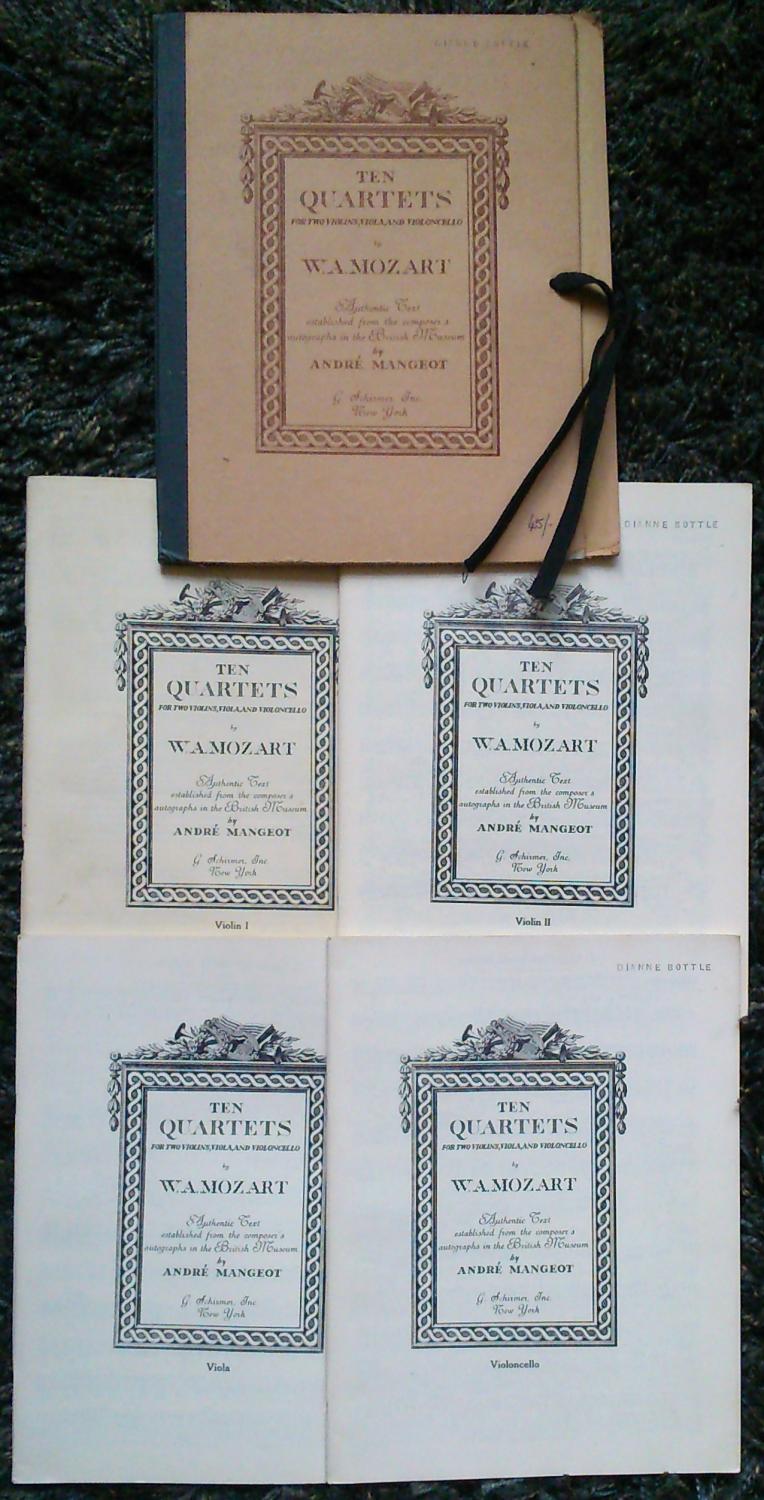 DIANNE BOTTLE
TEN
QUARTETS
FOR TWO VIOLINS, VIOLA, AND VIOLONCELLO
by
W.A. MOZART
Authentic Text
established from the composer's
autographs in the British Museum
by
ANDRÉ MANGEOT
G. Schirmer, Inc.
New York
45/-
TEN
QUARTETS
FOR TWO VIOLINS, VIOLA, AND VIOLONCELLO
by
W.A. MOZART
Authentic Text
established from the composer's
autographs in the British Museum
by
ANDRÉ MANGEOT
G. Schirmer, Inc.
New York
Violin I
DIANNE BOTTLE
TEN
QUARTETS
FOR TWO VIOLINS, VIOLA, AND VIOLONCELLO
by
W.A. MOZART
Authentic Text
established from the composer's
autographs in the British Museum
by
ANDRÉ MANGEOT
G. Schirmer, Inc.
New York
Violin II
TEN
QUARTETS
FOR TWO VIOLINS, VIOLA, AND VIOLONCELLO
by
W.A. MOZART
Authentic Text
established from the composer's
autographs in the British Museum
by
ANDRÉ MANGEOT
G. Schirmer, Inc.
New York
Viola
DIANNE BOTTLE
TEN
QUARTETS
FOR TWO VIOLINS, VIOLA, AND VIOLONCELLO
by
W.A. MOZART
Authentic Text
established from the composer's
autographs in the British Museum
by
ANDRÉ MANGEOT
G. Schirmer, Inc.
New York
Violoncello